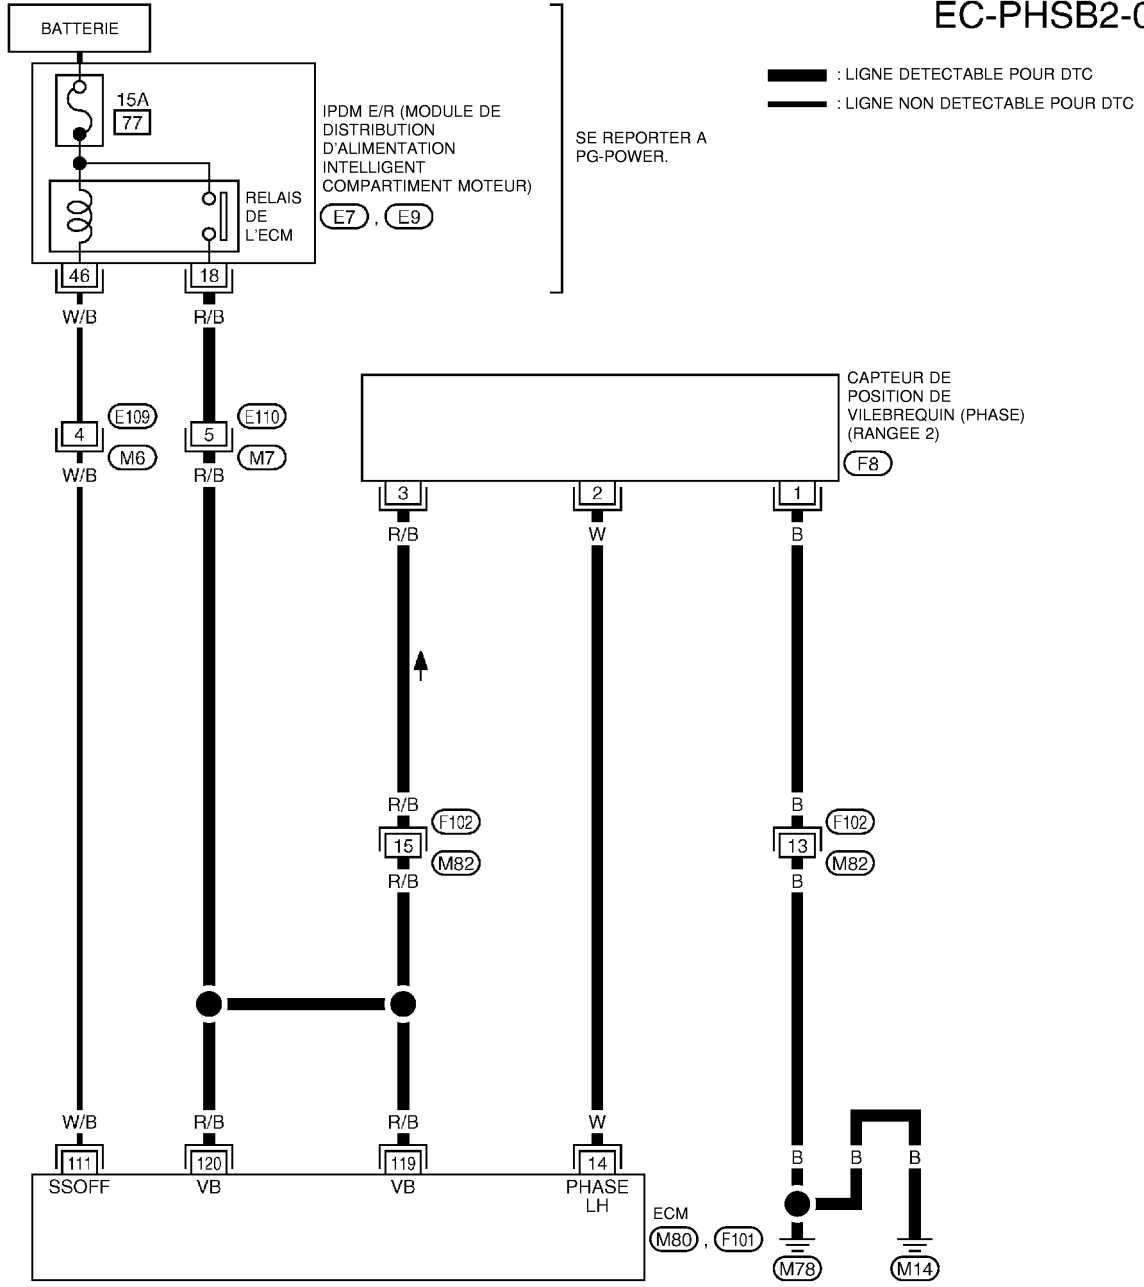 EC-PHSB2-0
BATTERIE
: LIGNE DETECTABLE POUR DTC
: LIGNE NON DETECTABLE POUR DTC
15A
77
IPDM E/R (MODULE DE
DISTRIBUTION
D'ALIMENTATION
INTELLIGENT
COMPARTIMENT MOTEUR)
E7 , E9
SE REPORTER A
PG-POWER.
RELAIS
DE
L'ECM
46
18
W/B
R/B
CAPTEUR DE
POSITION DE
VILEBREQUIN (PHASE)
(RANGEE 2)
F8
4
E109
M6
5
E110
M7
W/B
R/B
3
2
1
R/B
W
B
R/B
B
15
F102
M82
13
F102
M82
R/B
B
W/B
R/B
R/B
W
111
120
119
14
B
B
B
SSOFF
VB
VB
PHASE
LH
ECM
M80 , F101
M78
M14